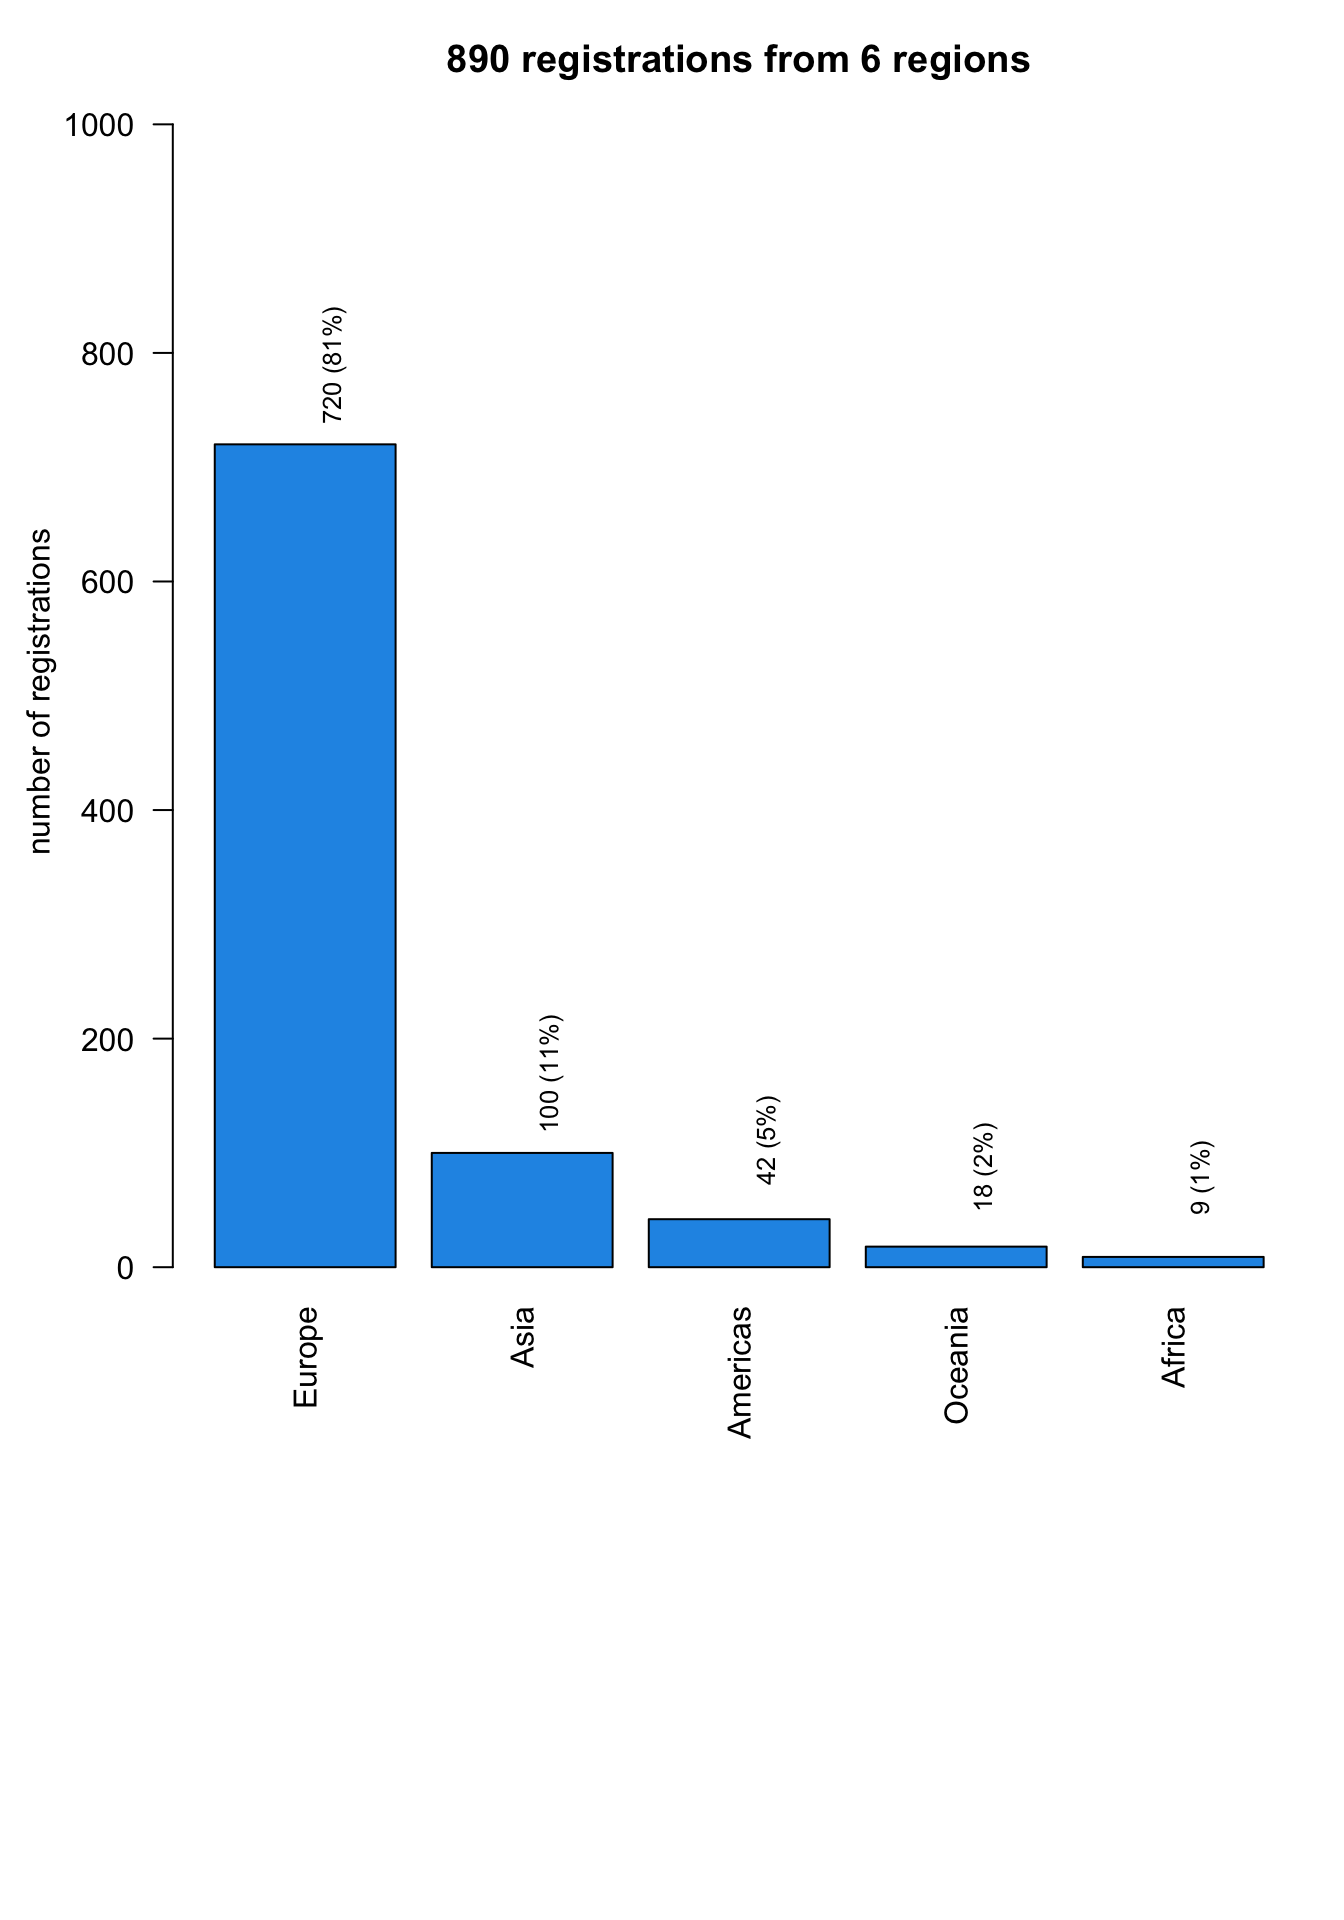 890 registrations from 6 regions
number of registrations
1000
800
600
400
200
0
720 (81%)
100 (11%)
42 (5%)
18 (2%)
9 (1%)
Europe
Asia
Americas
Oceania
Africa